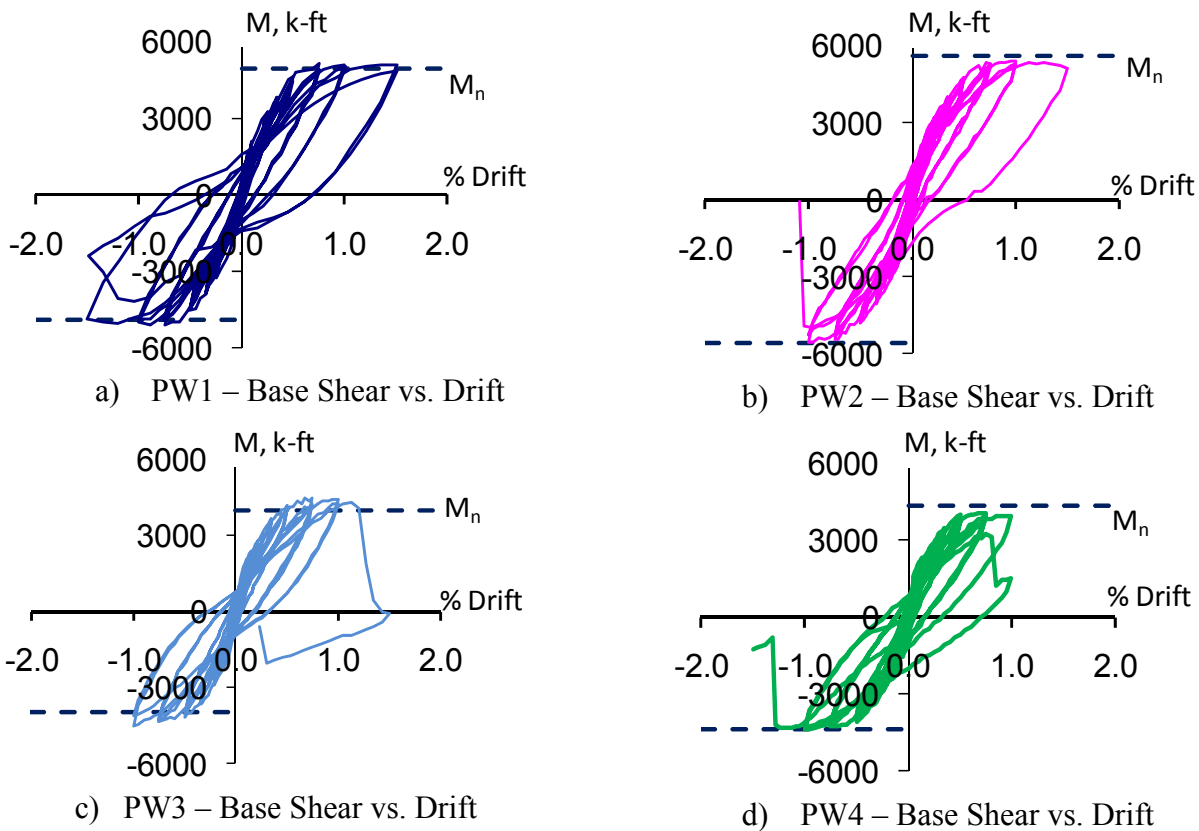 M, k-ft
6000
Mn
3000
% Drift
0
-2.0 -1.0 0.0 1.0 2.0
-3000
-6000
a) PW1 – Base Shear vs. Drift
M, k-ft
6000
Mn
3000
% Drift
0
-2.0 -1.0 0.0 1.0 2.0
-3000
-6000
b) PW2 – Base Shear vs. Drift
M, k-ft
6000
Mn
3000
% Drift
0
-2.0 -1.0 0.0 1.0 2.0
-3000
-6000
c) PW3 – Base Shear vs. Drift
M, k-ft
6000
Mn
3000
% Drift
0
-2.0 -1.0 0.0 1.0 2.0
-3000
-6000
d) PW4 – Base Shear vs. Drift